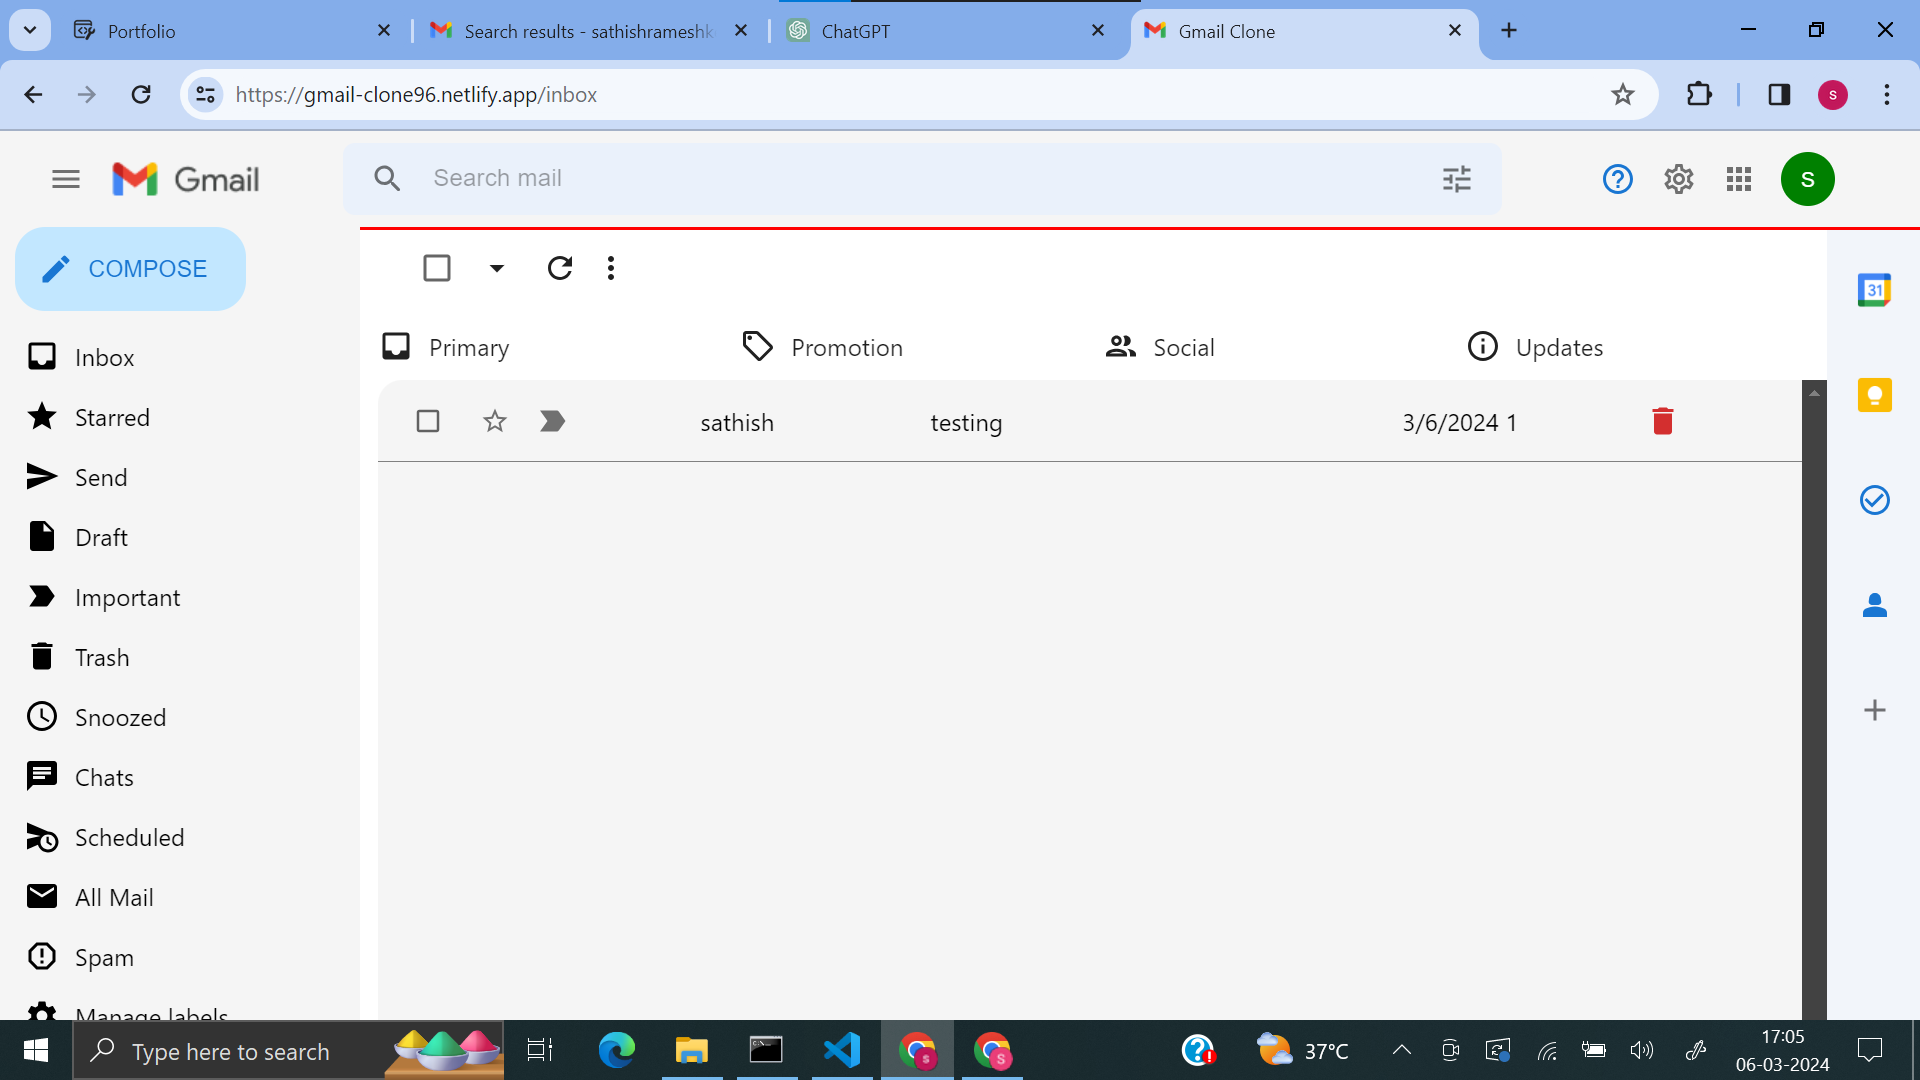 Portfolio
Search results - sathishrameshk
ChatGPT
Gmail Clone
https://gmail-clone96.netlify.app/inbox
s
Gmail
Search mail
S
COMPOSE
31
Primary
Promotion
Social
Updates
Inbox
sathish testing 3/6/2024 1
Starred
Send
Draft
Important
Trash
Snoozed
Chats
Scheduled
All Mail
Spam
Manage labels
Type here to search
s
S
37°C
17:05
06-03-2024